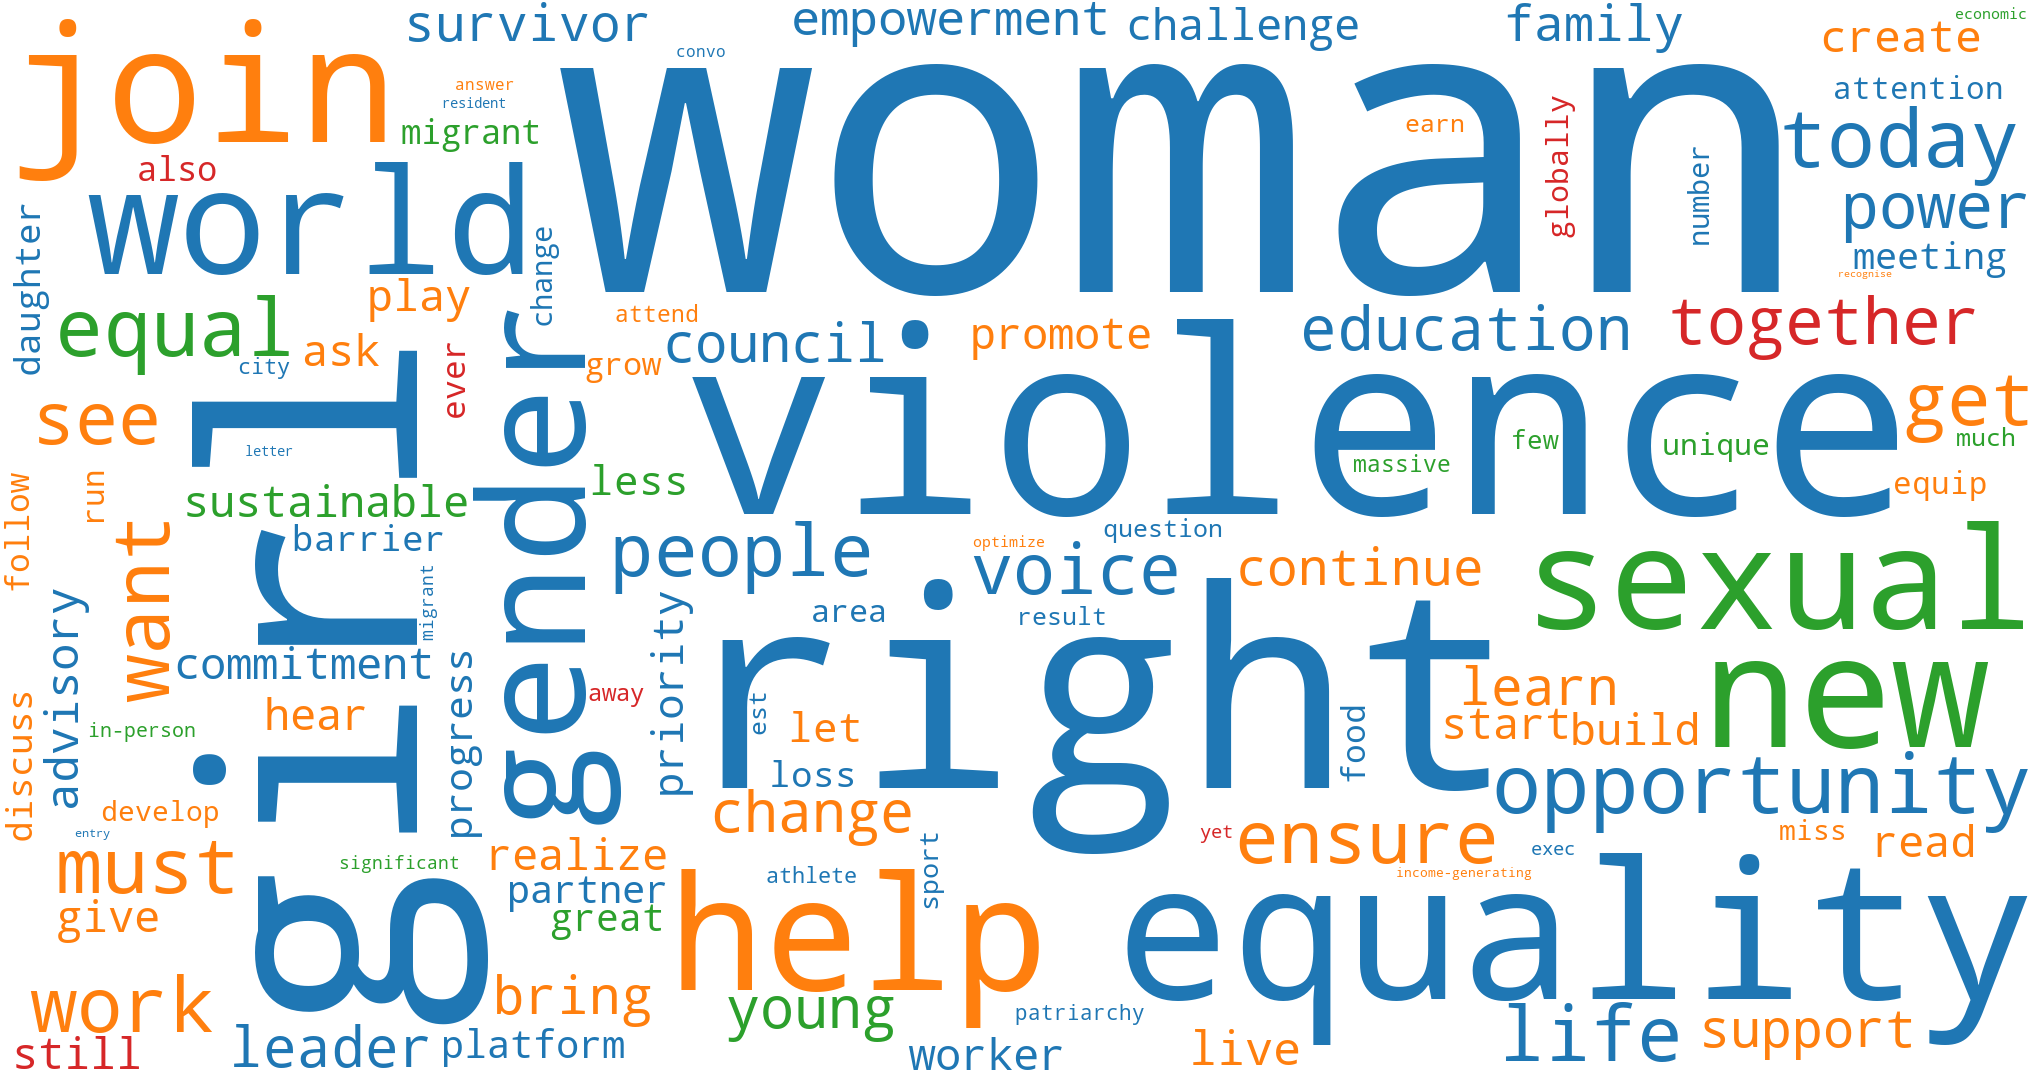 join
survivor
convo
empowerment
challenge
family
economic
create
answer
resident
migrant
also
woman
earn
globally
number
attention
today
power
meeting
recognise
world
daughter
change
play
equal
ask
city
ever
attend
grow
council
promote
education
together
see
girl
gender
violence
few
unique
massive
get
much
equip
letter
sustainable
less
follow
run
want
barrier
people
optimize
voice
question
continue
sexual
migrant
area
result
advisory
commitment
priority
right
new
learn
start
build
discuss
in-person
hear
progress
away
est
let
loss
food
opportunity
develop
entry
must
significant
realize
change
sport
yet
ensure
exec
miss
read
income-generating
give
partner
great
athlete
help
equality
work
still
leader
platform
bring
young
patriarchy
worker
live
life
support